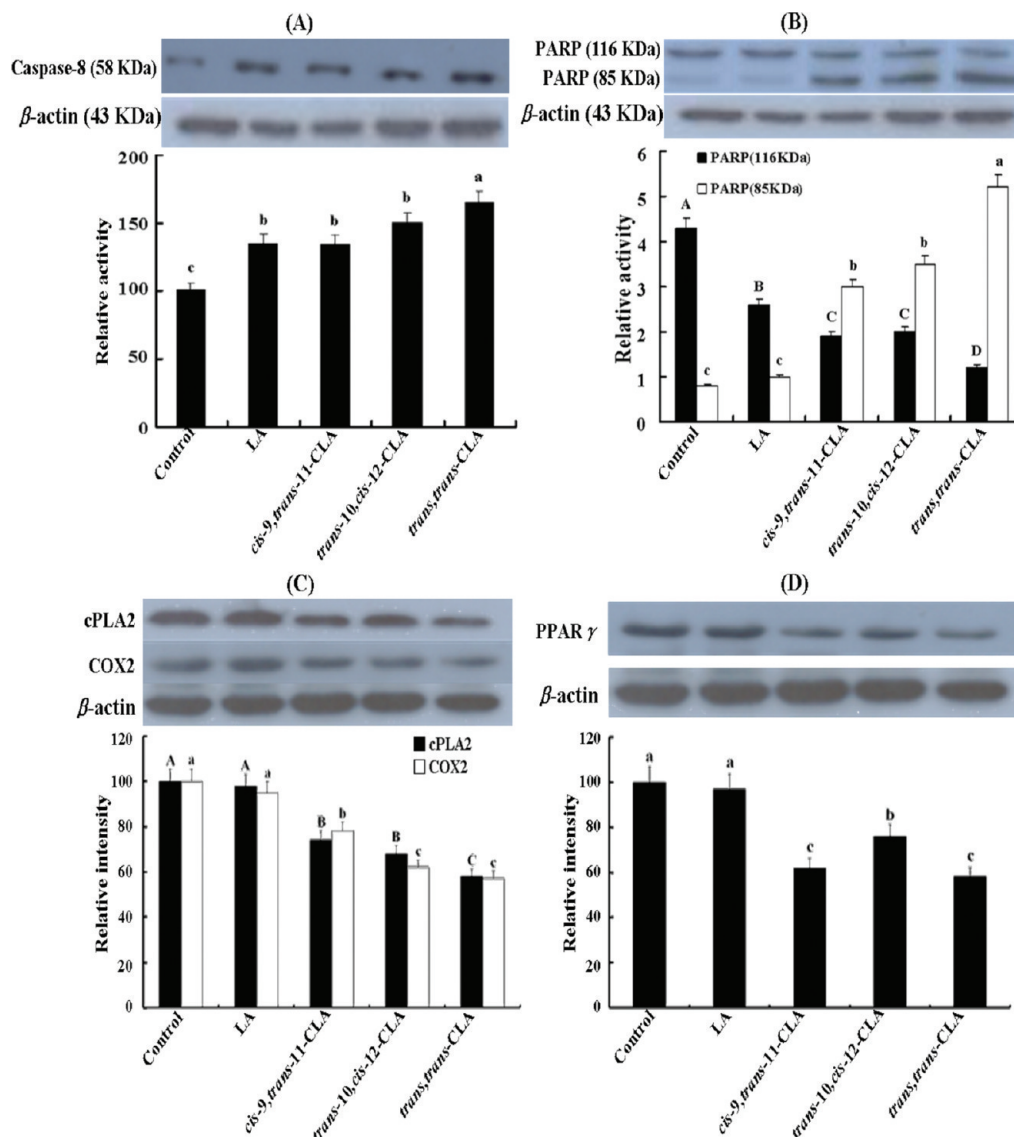 (A)
Caspase-8 (58 KDa)
β-actin (43 KDa)
200
150
100
50
0
Relative activity
c
b
b
b
a
Control
LA
cis-9,trans-11-CLA
trans-10,cis-12-CLA
trans,trans-CLA
(B)
PARP (116 KDa)
PARP (85 KDa)
β-actin (43 KDa)
PARP(116KDa)
PARP(85KDa)
6
5
4
3
2
1
0
Relative activity
A
c
B
c
C
b
C
b
D
a
Control
LA
cis-9,trans-11-CLA
trans-10,cis-12-CLA
trans,trans-CLA
(C)
cPLA2
COX2
β-actin
cPLA2
COX2
120
100
80
60
40
20
0
Relative intensity
A a
A a
B b
B c
C c
Control
LA
cis-9,trans-11-CLA
trans-10,cis-12-CLA
trans,trans-CLA
(D)
PPAR γ
β-actin
120
100
80
60
40
20
0
Relative intensity
a
a
c
b
c
Control
LA
cis-9,trans-11-CLA
trans-10,cis-12-CLA
trans,trans-CLA